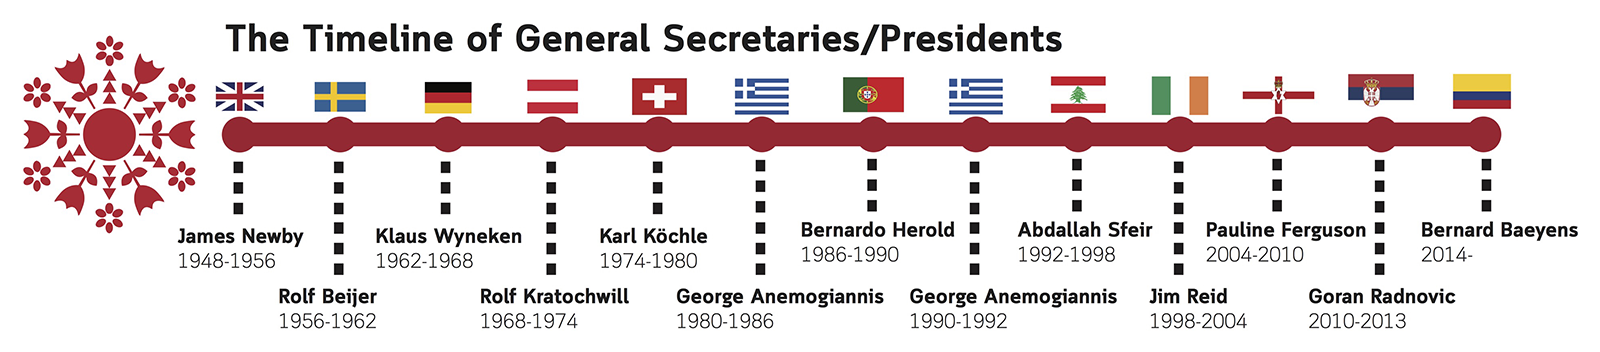 The Timeline of General Secretaries/Presidents
James Newby
1948-1956
Rolf Beijer
1956-1962
Klaus Wyneken
1962-1968
Rolf Kratochwill
1968-1974
Karl Köchle
1974-1980
George Anemogiannis
1980-1986
Bernardo Herold
1986-1990
George Anemogiannis
1990-1992
Abdallah Sfeir
1992-1998
Jim Reid
1998-2004
Pauline Ferguson
2004-2010
Goran Radnovic
2010-2013
Bernard Baeyens
2014-